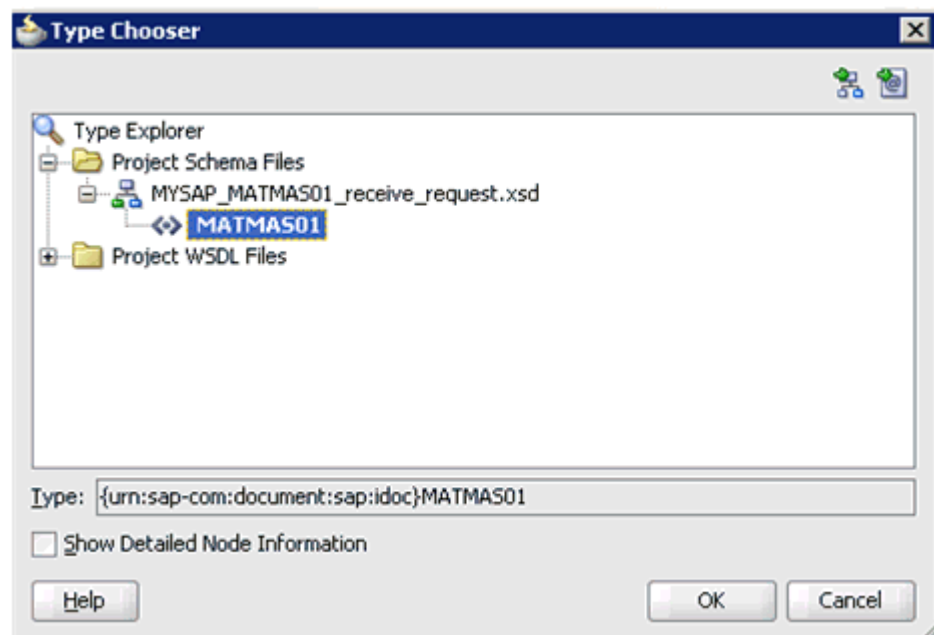 Type Chooser
Type Explorer
Project Schema Files
MYSAP_MATMAS01_receive_request.xsd
MATMAS01
Project WSDL Files
Type: {urn:sap-com:document:sap:idoc}MATMAS01
Show Detailed Node Information
Help OK Cancel